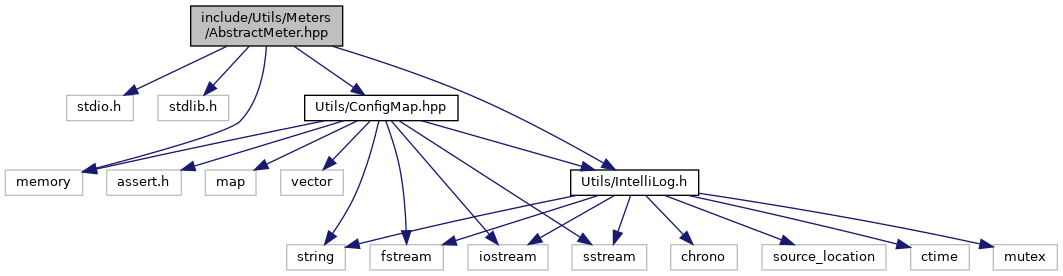 include/Utils/Meters
/AbstractMeter.hpp
stdio.h
stdlib.h
Utils/ConfigMap.hpp
memory
assert.h
map
vector
Utils/IntelliLog.h
string
fstream
iostream
sstream
chrono
source_location
ctime
mutex